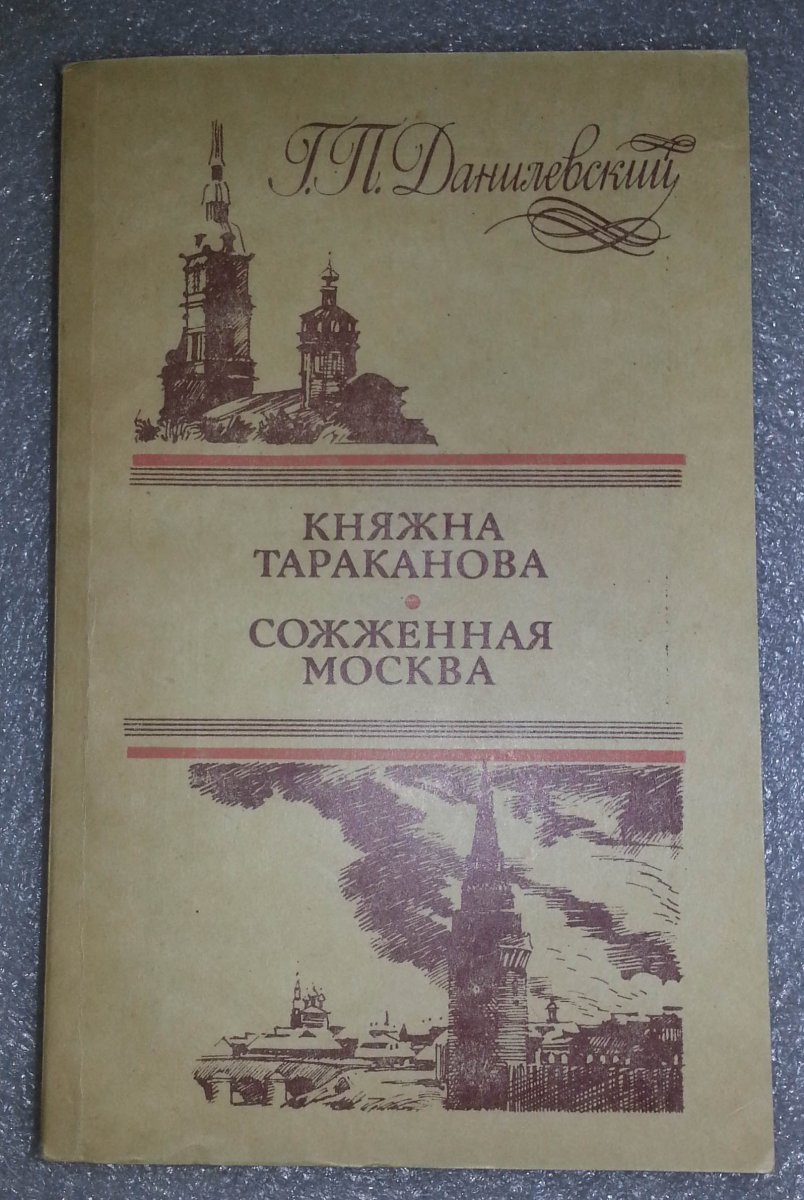 Г.П. Данилевский
КНЯЖНА
ТАРАКАНОВА
СОЖЖЕННАЯ
МОСКВА